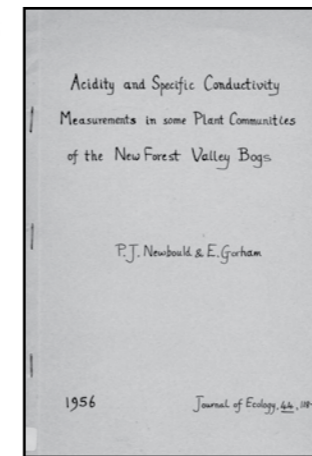 Acidity and Specific Conductivity
Measurements in some Plant Communities
of the New Forest Valley Bogs
P. J. Newbould & E. Gorham
1956 Journal of Ecology, 44, 118-